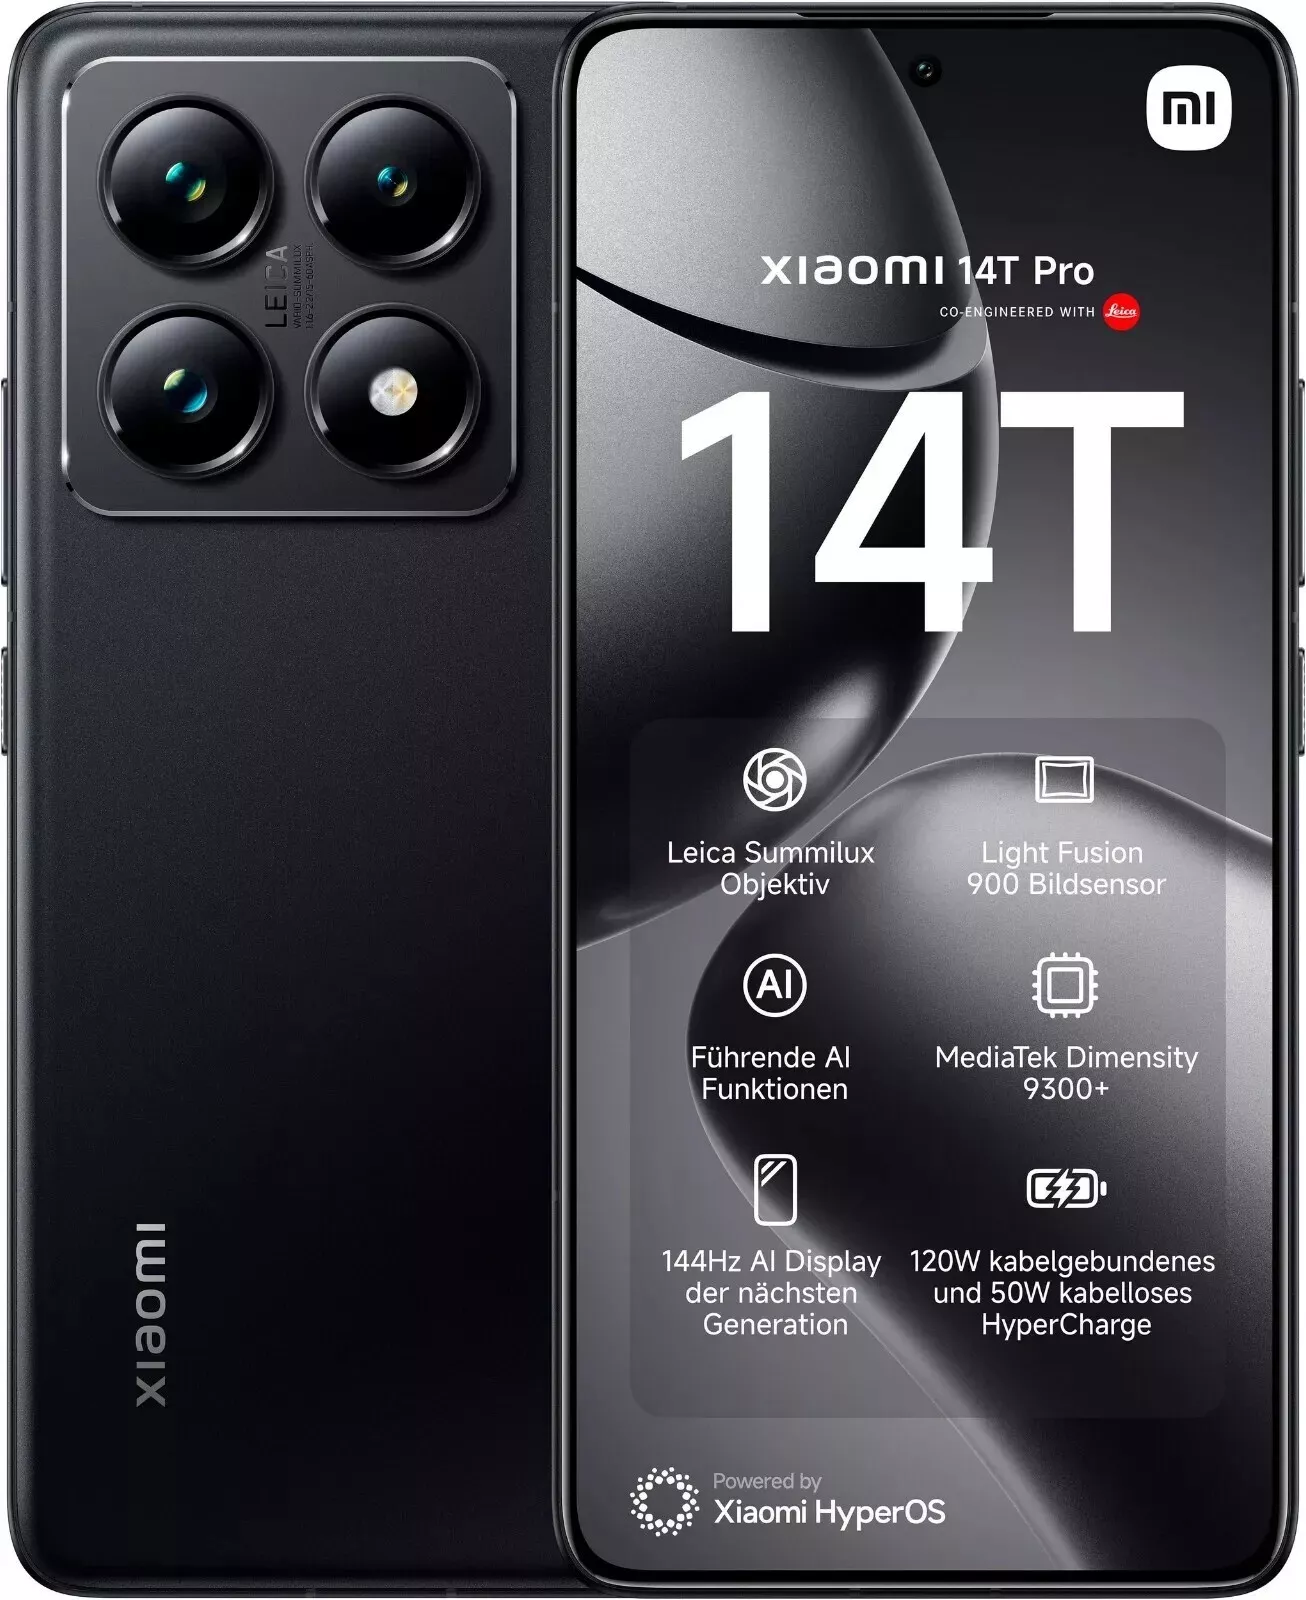 LEICA
VARIO-SUMMILUX
xiaomi
mi
xiaomi 14T Pro
CO-ENGINEERED WITH Leica
14T
Leica Summilux
Objektiv
Light Fusion
900 Bildsensor
AI
Führende AI
Funktionen
MediaTek Dimensity
9300+
144Hz AI Display
der nächsten
Generation
120W kabelgebundenes
und 50W kabelloses
HyperCharge
Powered by
Xiaomi HyperOS